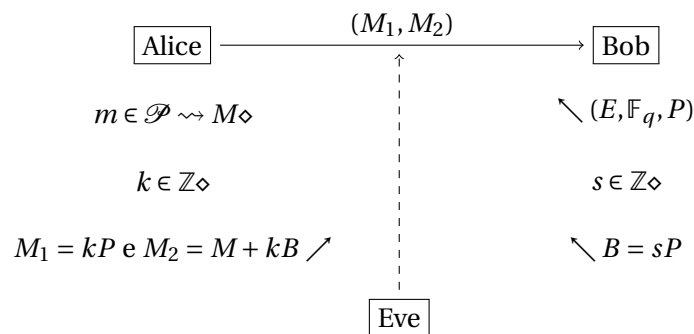 (M₁, M₂)
Alice Bob
m ∈ 𝒫 ⇝ M⋄ ↖ (E, 𝔽_q, P)
k ∈ ℤ⋄ s ∈ ℤ⋄
M₁ = kP e M₂ = M + kB ↗ ↖ B = sP
Eve